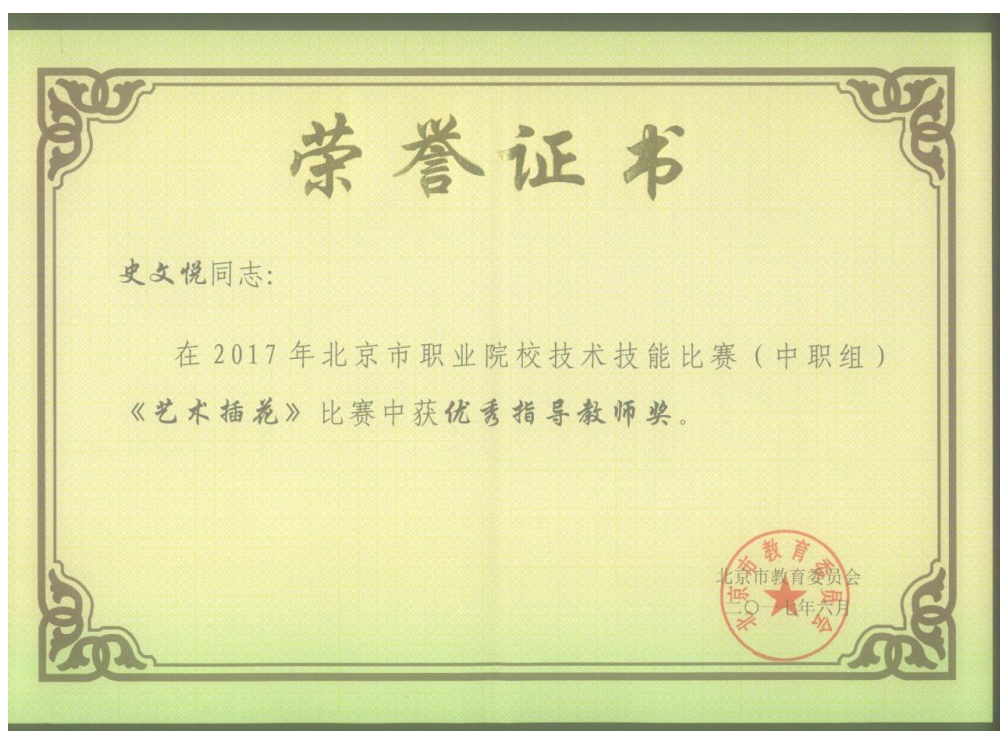 荣誉证书
史文悦同志：
在2017年北京市职业院校技术技能比赛（中职组）
《艺术插花》比赛中获优秀指导教师奖。
北京市教育委员会
北京市教育委员会
二〇一七年六月